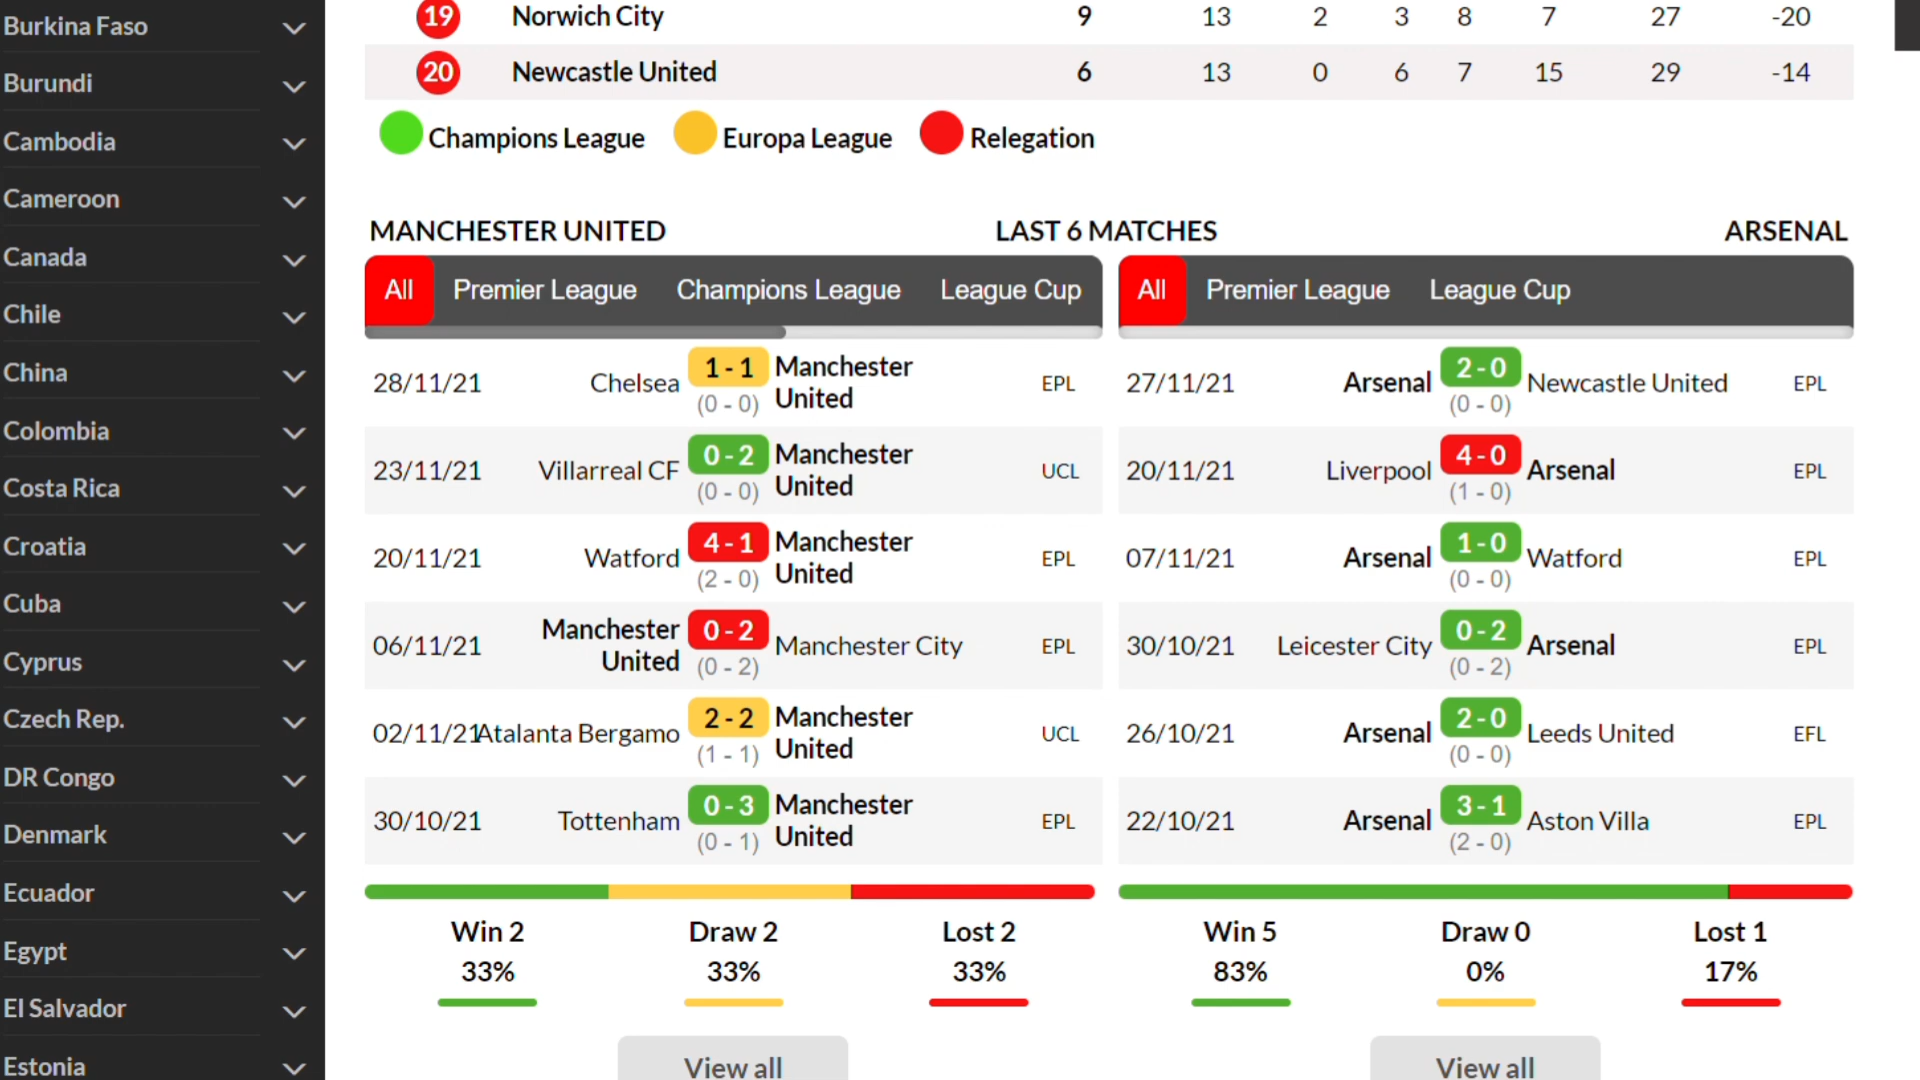 Burkina Faso
Burundi
Cambodia
Cameroon
Canada
Chile
China
Colombia
Costa Rica
Croatia
Cuba
Cyprus
Czech Rep.
DR Congo
Denmark
Ecuador
Egypt
El Salvador
Estonia
19 Norwich City 9 13 2 3 8 7 27 -20
20 Newcastle United 6 13 0 6 7 15 29 -14
Champions League Europa League Relegation
MANCHESTER UNITED LAST 6 MATCHES ARSENAL
All Premier League Champions League League Cup
28/11/21 Chelsea 1 - 1 Manchester United EPL
(0 - 0)
23/11/21 Villarreal CF 0 - 2 Manchester United UCL
(0 - 0)
20/11/21 Watford 4 - 1 Manchester United EPL
(2 - 0)
06/11/21 Manchester United 0 - 2 Manchester City EPL
(0 - 2)
02/11/21 Atalanta Bergamo 2 - 2 Manchester United UCL
(1 - 1)
30/10/21 Tottenham 0 - 3 Manchester United EPL
(0 - 1)
Win 2 Draw 2 Lost 2
33% 33% 33%
View all
All Premier League League Cup
27/11/21 Arsenal 2 - 0 Newcastle United EPL
(0 - 0)
20/11/21 Liverpool 4 - 0 Arsenal EPL
(1 - 0)
07/11/21 Arsenal 1 - 0 Watford EPL
(0 - 0)
30/10/21 Leicester City 0 - 2 Arsenal EPL
(0 - 2)
26/10/21 Arsenal 2 - 0 Leeds United EFL
(0 - 0)
22/10/21 Arsenal 3 - 1 Aston Villa EPL
(2 - 0)
Win 5 Draw 0 Lost 1
83% 0% 17%
View all